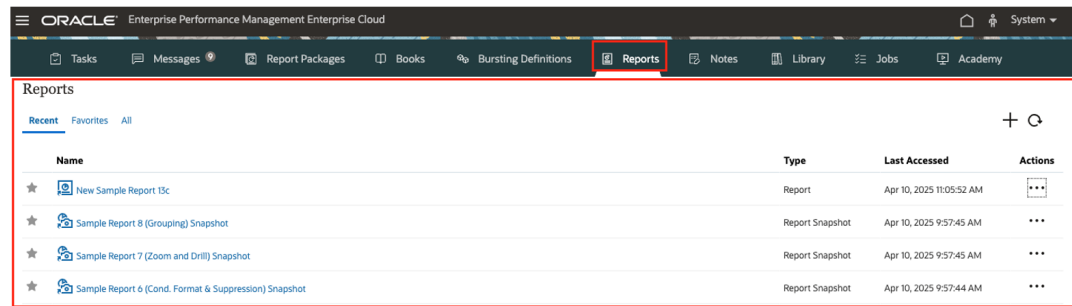 ORACLE Enterprise Performance Management Enterprise Cloud System
Tasks Messages 9 Report Packages Books Bursting Definitions Reports Notes Library Jobs Academy
Reports
Recent Favorites All
Name Type Last Accessed Actions
New Sample Report 13c Report Apr 10, 2025 11:05:52 AM
Sample Report 8 (Grouping) Snapshot Report Snapshot Apr 10, 2025 9:57:45 AM
Sample Report 7 (Zoom and Drill) Snapshot Report Snapshot Apr 10, 2025 9:57:45 AM
Sample Report 6 (Cond. Format & Suppression) Snapshot Report Snapshot Apr 10, 2025 9:57:44 AM